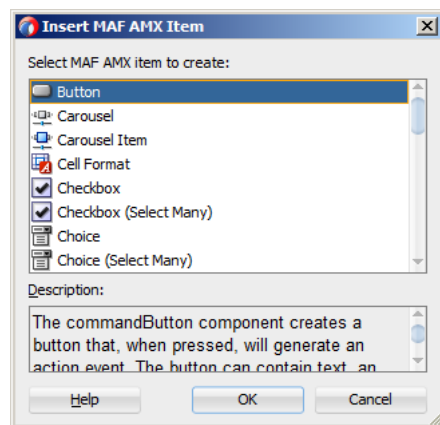 Insert MAF AMX Item
Select MAF AMX item to create:
Button
Carousel
Carousel Item
Cell Format
Checkbox
Checkbox (Select Many)
Choice
Choice (Select Many)
Description:
The commandButton component creates a
button that, when pressed, will generate an
action event. The button can contain text, an
Help
OK
Cancel